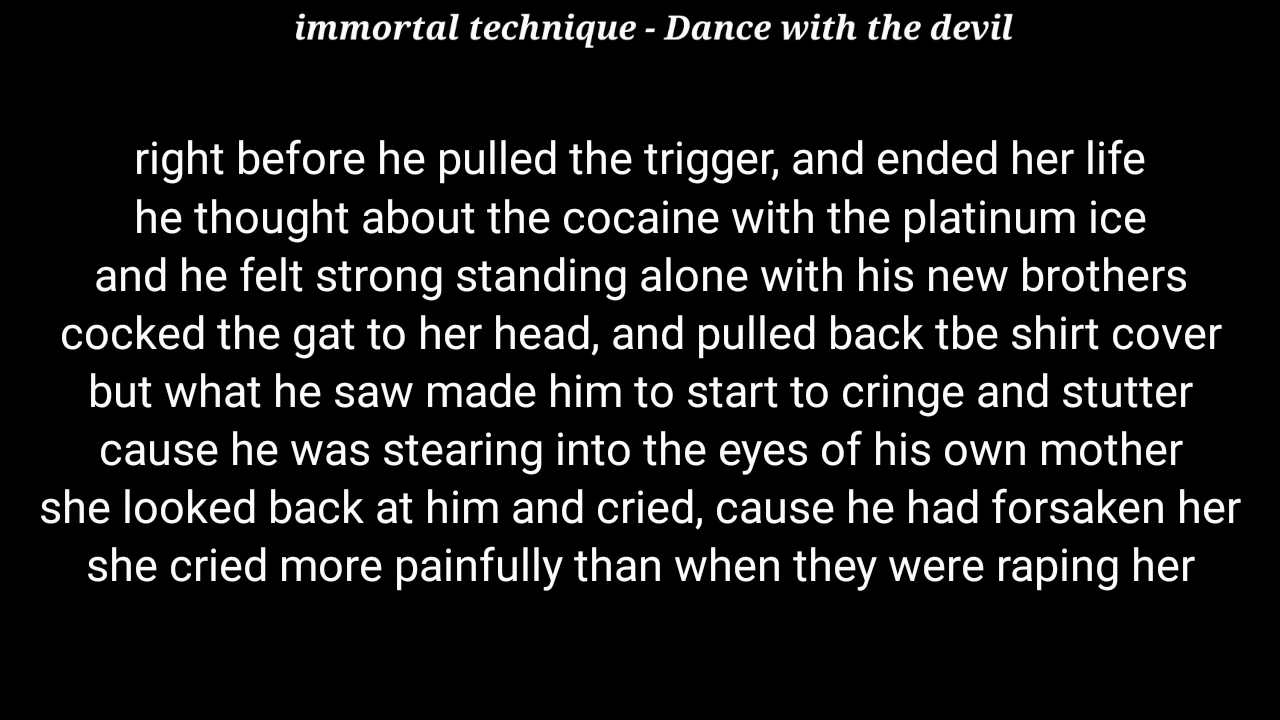 immortal technique - Dance with the devil
right before he pulled the trigger, and ended her life
he thought about the cocaine with the platinum ice
and he felt strong standing alone with his new brothers
cocked the gat to her head, and pulled back tbe shirt cover
but what he saw made him to start to cringe and stutter
cause he was stearing into the eyes of his own mother
she looked back at him and cried, cause he had forsaken her
she cried more painfully than when they were raping her